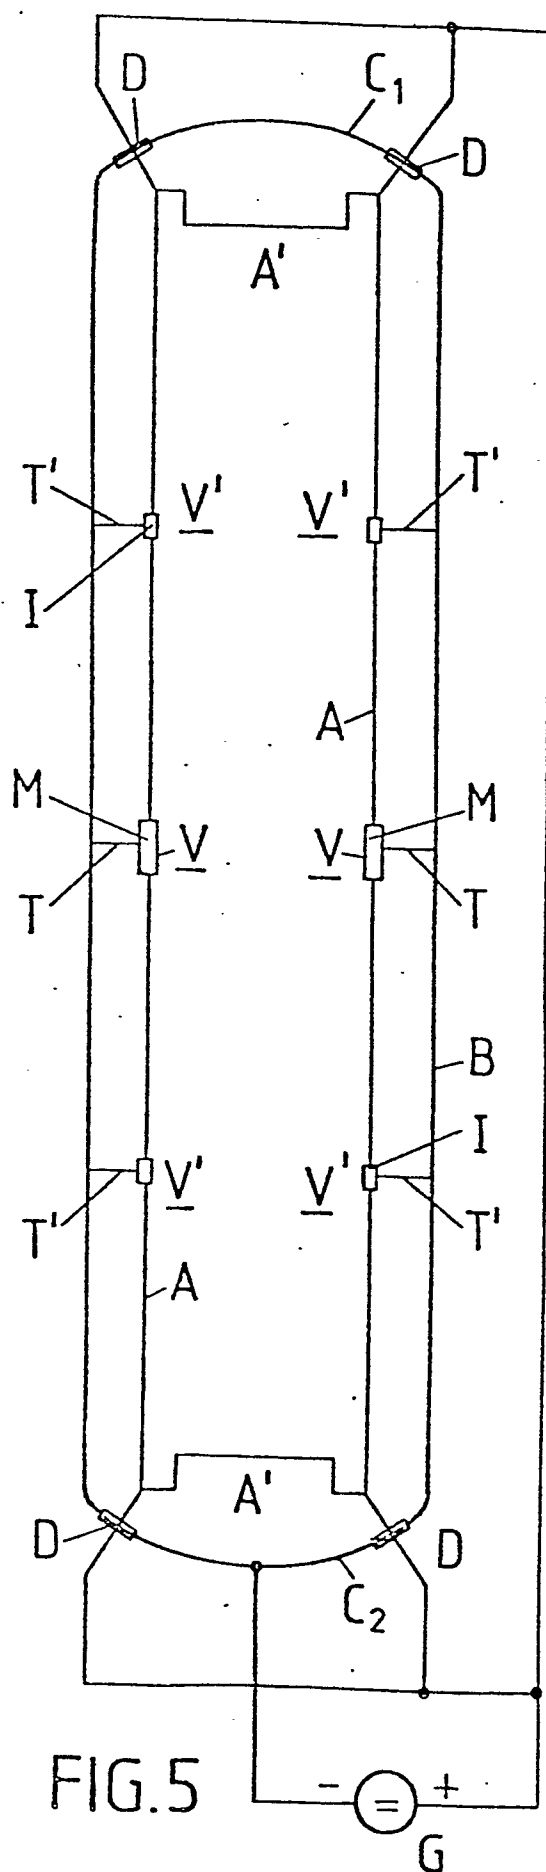 D
C1
D
A'
T' V' V' T'
I
A
M M
V V
T T
B
I
V' V'
T' T'
A
A'
D D
C2
FIG.5
- = +
G